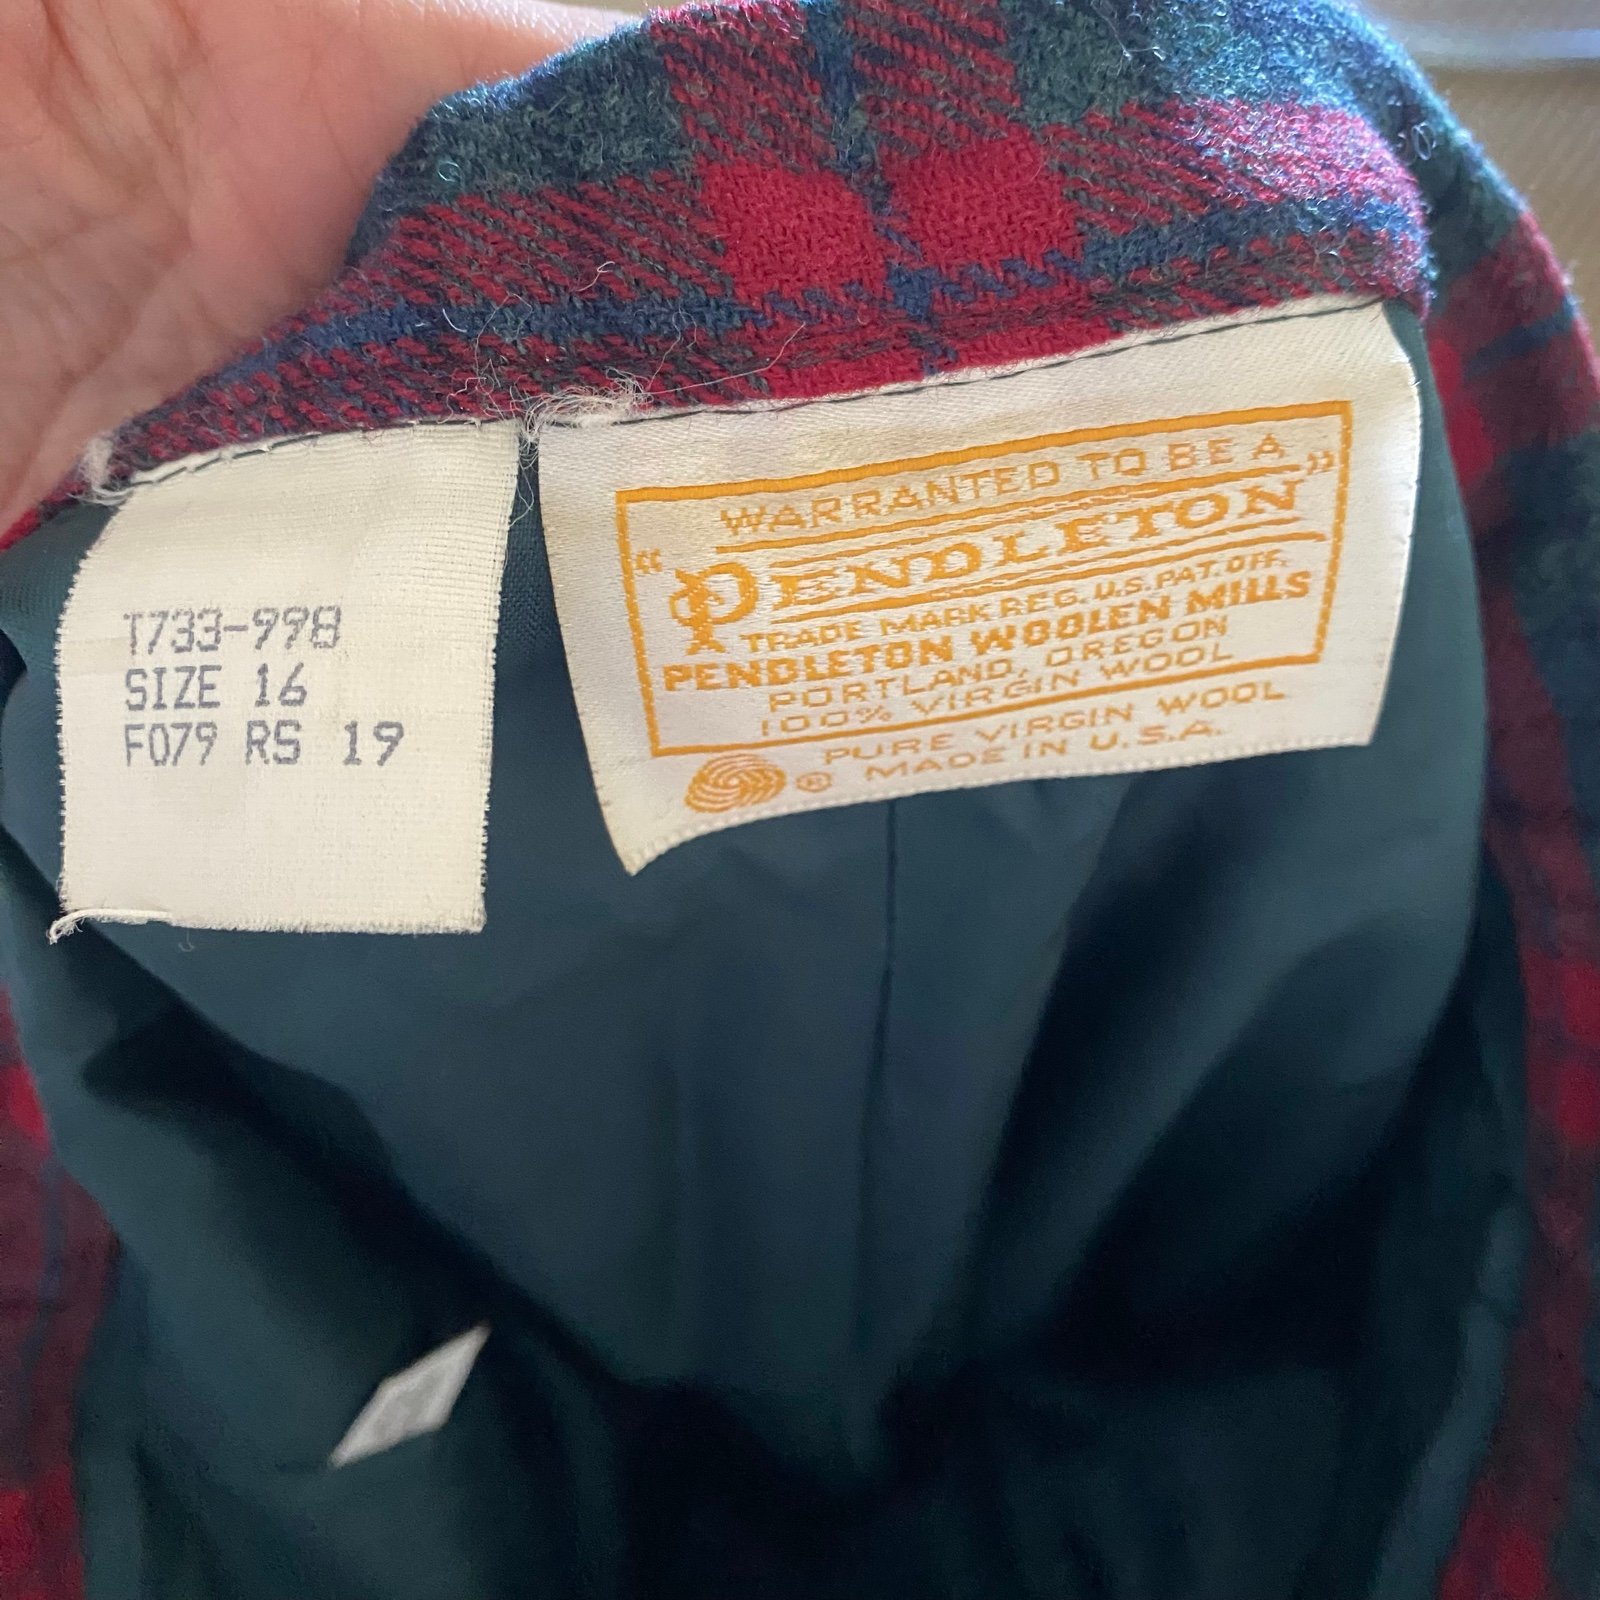 T733-998
SIZE 16
F079 RS 19
WARRANTED TO BE A
"PENDLETON"
TRADE MARK REG. U.S. PAT. OFF.
PENDLETON WOOLEN MILLS
PORTLAND, OREGON
100% VIRGIN WOOL
PURE VIRGIN WOOL
® MADE IN U.S.A.